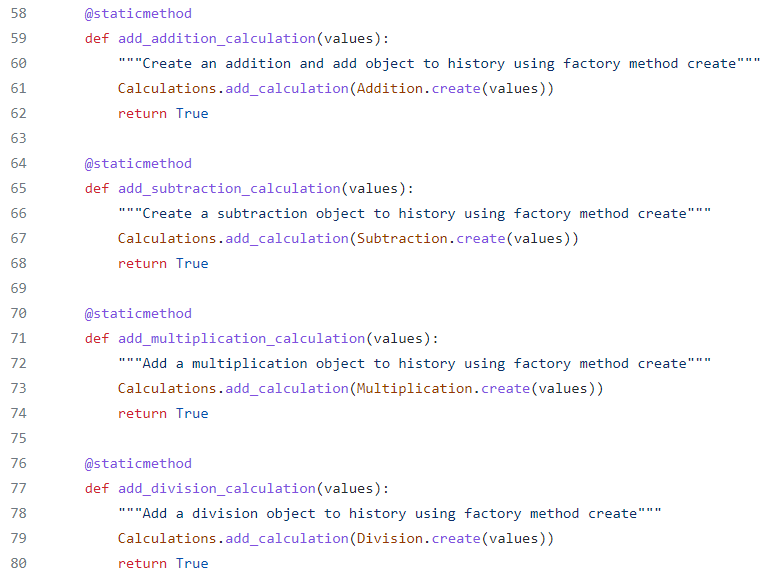 58 @staticmethod
59 def add_addition_calculation(values):
60 """Create an addition and add object to history using factory method create"""
61 Calculations.add_calculation(Addition.create(values))
62 return True
63
64 @staticmethod
65 def add_subtraction_calculation(values):
66 """Create a subtraction object to history using factory method create"""
67 Calculations.add_calculation(Subtraction.create(values))
68 return True
69
70 @staticmethod
71 def add_multiplication_calculation(values):
72 """Add a multiplication object to history using factory method create"""
73 Calculations.add_calculation(Multiplication.create(values))
74 return True
75
76 @staticmethod
77 def add_division_calculation(values):
78 """Add a division object to history using factory method create"""
79 Calculations.add_calculation(Division.create(values))
80 return True